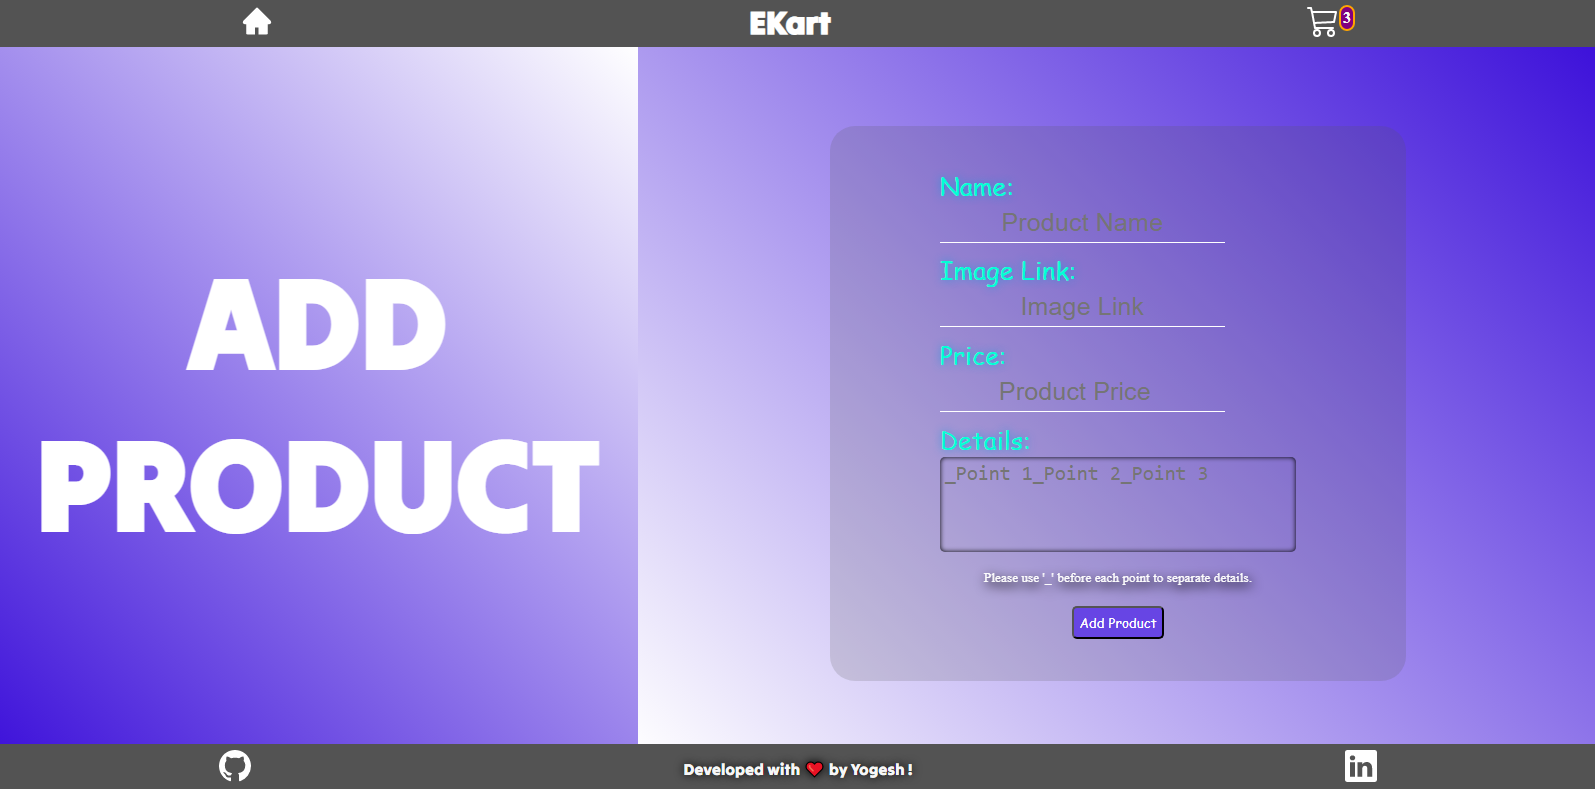 EKart
3
ADD
PRODUCT
Name:
Product Name
Image Link:
Image Link
Price:
Product Price
Details:
_Point 1_Point 2_Point 3
Please use '_' before each point to separate details.
Add Product
Developed with ❤️ by Yogesh !